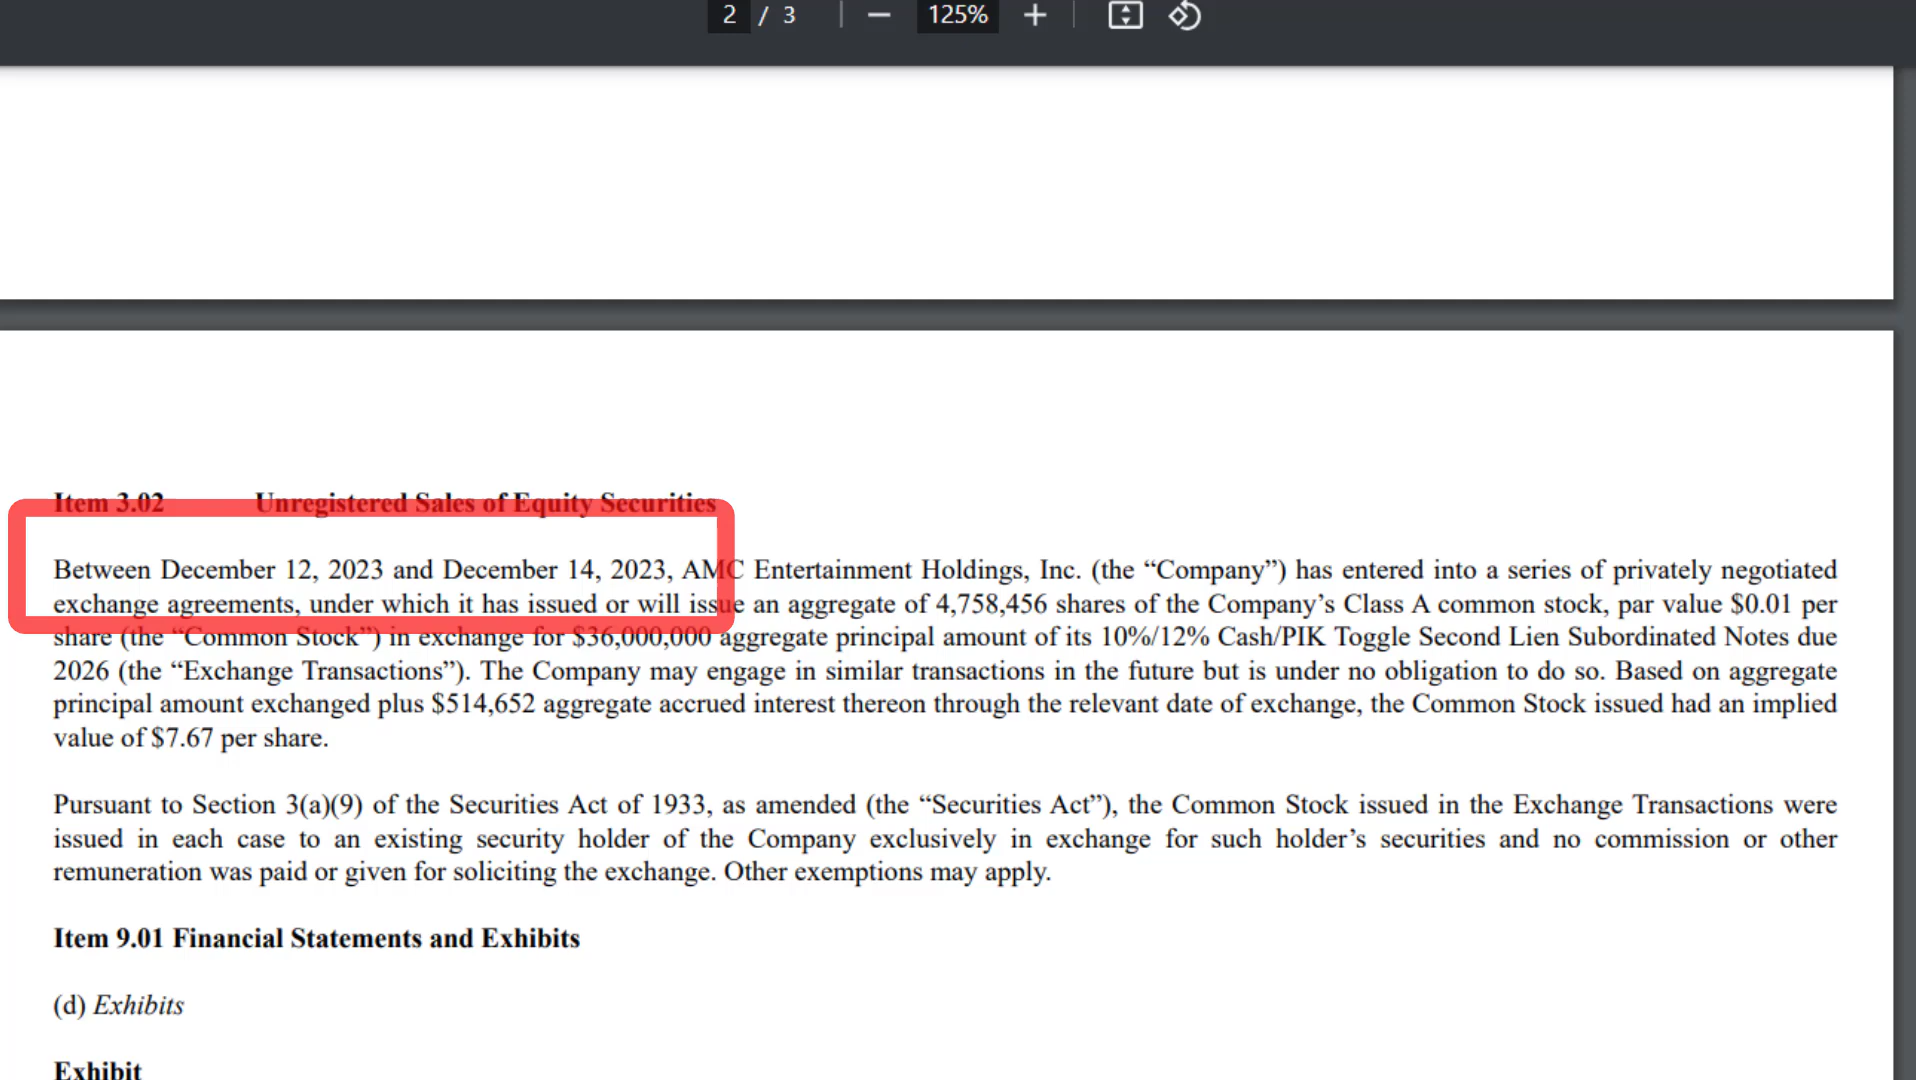 2 / 3 125%
Item 3.02 Unregistered Sales of Equity Securities
Between December 12, 2023 and December 14, 2023, AMC Entertainment Holdings, Inc. (the “Company”) has entered into a series of privately negotiated
exchange agreements, under which it has issued or will issue an aggregate of 4,758,456 shares of the Company’s Class A common stock, par value $0.01 per
share (the “Common Stock”) in exchange for $36,000,000 aggregate principal amount of its 10%/12% Cash/PIK Toggle Second Lien Subordinated Notes due
2026 (the “Exchange Transactions”). The Company may engage in similar transactions in the future but is under no obligation to do so. Based on aggregate
principal amount exchanged plus $514,652 aggregate accrued interest thereon through the relevant date of exchange, the Common Stock issued had an implied
value of $7.67 per share.
Pursuant to Section 3(a)(9) of the Securities Act of 1933, as amended (the “Securities Act”), the Common Stock issued in the Exchange Transactions were
issued in each case to an existing security holder of the Company exclusively in exchange for such holder’s securities and no commission or other
remuneration was paid or given for soliciting the exchange. Other exemptions may apply.
Item 9.01 Financial Statements and Exhibits
(d) Exhibits
Exhibit